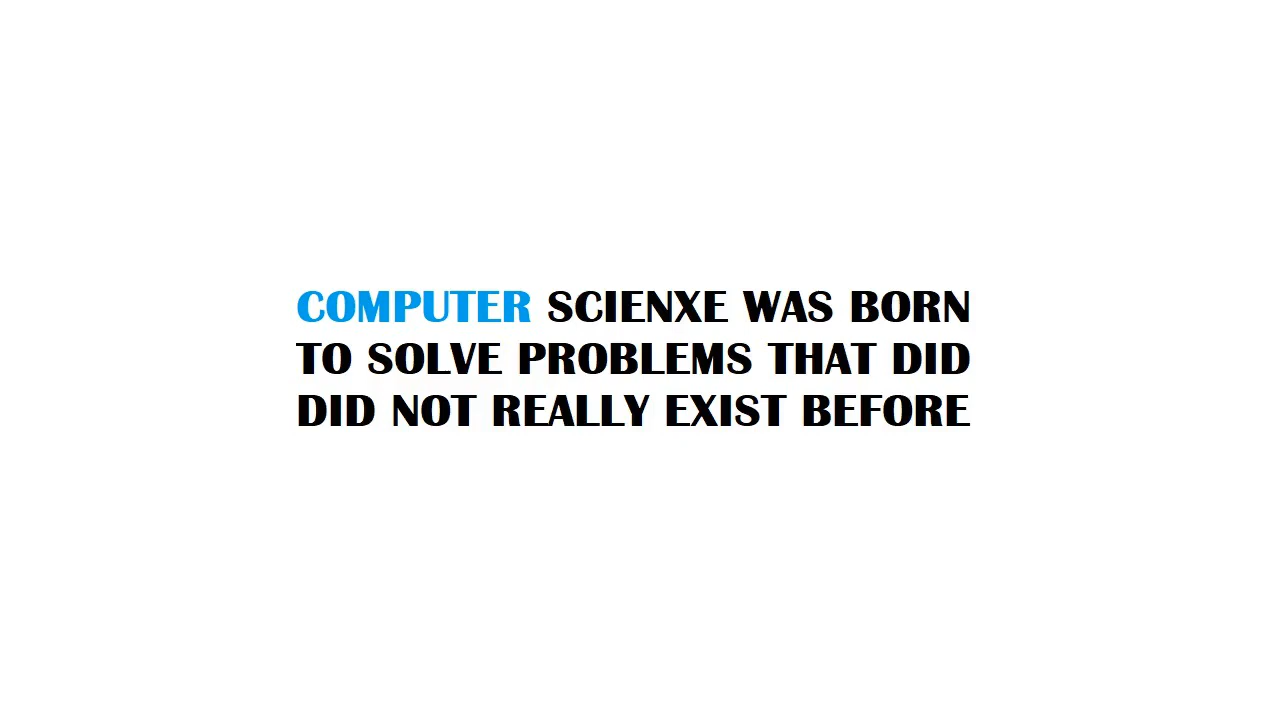 COMPUTER SCIENXE WAS BORN
TO SOLVE PROBLEMS THAT DID
DID NOT REALLY EXIST BEFORE